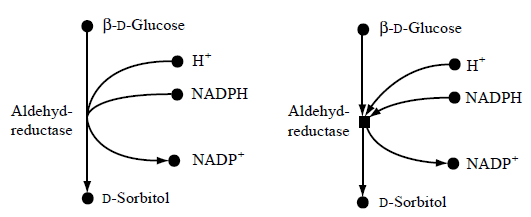 β-D-Glucose
H⁺
NADPH
Aldehyd-
reductase
NADP⁺
D-Sorbitol
β-D-Glucose
H⁺
NADPH
Aldehyd-
reductase
NADP⁺
D-Sorbitol